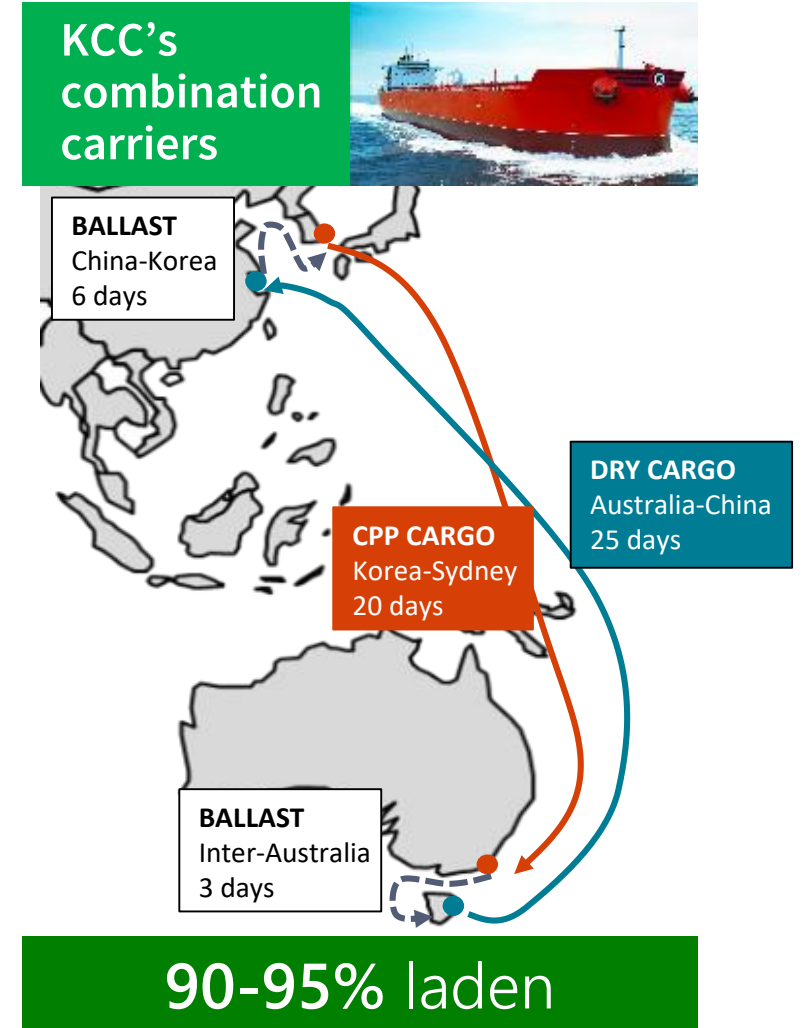 KCC’s
combination
carriers
K
BALLAST
China-Korea
6 days
DRY CARGO
Australia-China
25 days
CPP CARGO
Korea-Sydney
20 days
BALLAST
Inter-Australia
3 days
90-95% laden